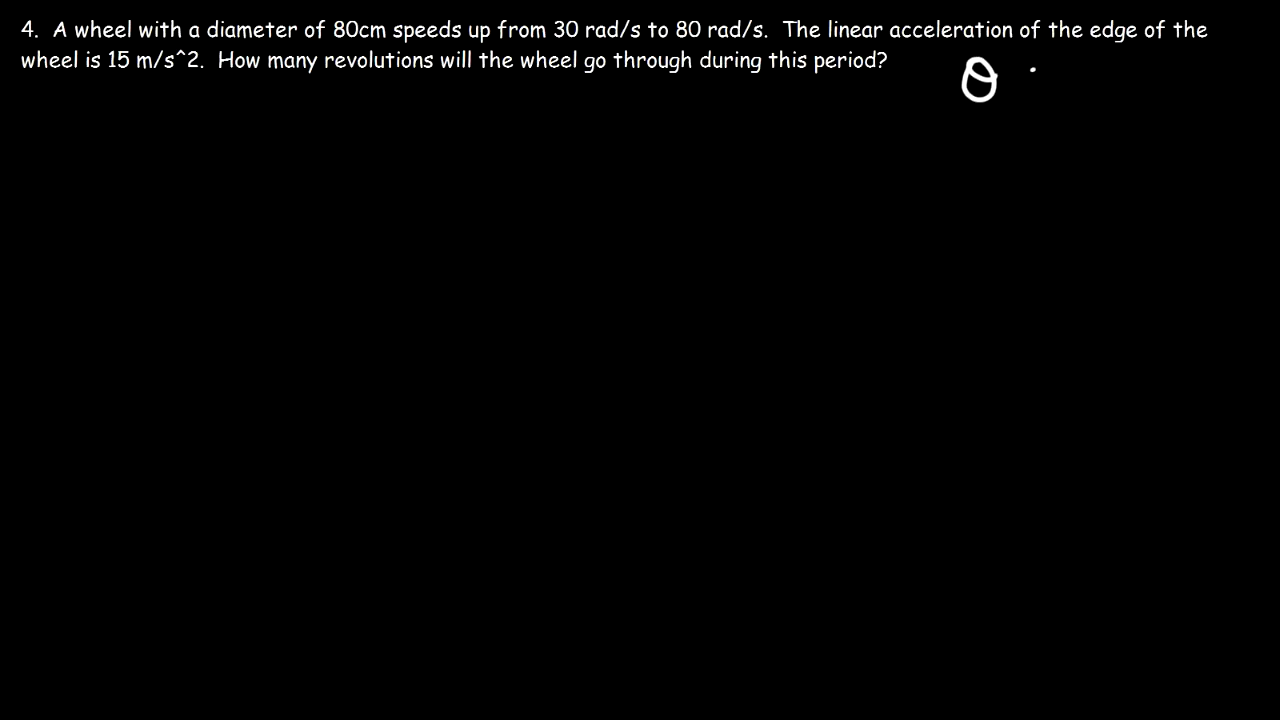 4. A wheel with a diameter of 80cm speeds up from 30 rad/s to 80 rad/s. The linear acceleration of the edge of the
wheel is 15 m/s^2. How many revolutions will the wheel go through during this period?
θ